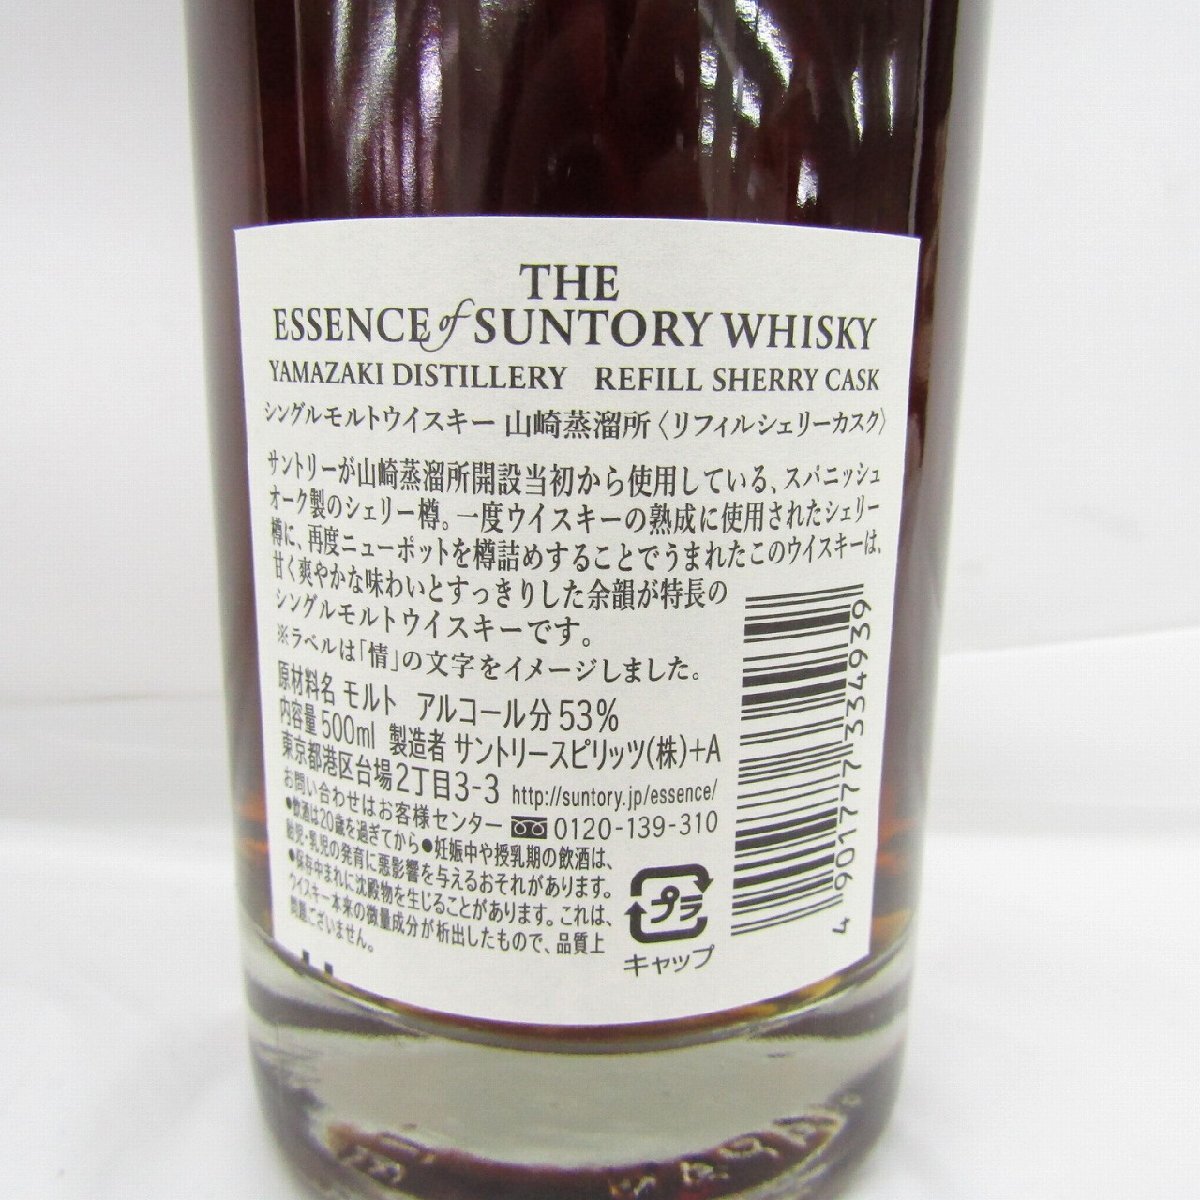 THE
ESSENCE of SUNTORY WHISKY
YAMAZAKI DISTILLERY REFILL SHERRY CASK
シングルモルトウイスキー 山崎蒸溜所〈リフィルシェリーカスク〉
サントリーが山崎蒸溜所開設当初から使用している、スパニッシュ
オーク製のシェリー樽。一度ウイスキーの熟成に使用されたシェリー
樽に、再度ニューポットを樽詰めすることでうまれたこのウイスキーは、
甘く爽やかな味わいとすっきりした余韻が特長の
シングルモルトウイスキーです。
※ラベルは「情」の文字をイメージしました。
原材料名 モルト アルコール分53%
内容量500ml 製造者 サントリースピリッツ(株)+A
東京都港区台場2丁目3-3 http://suntory.jp/essence/
お問い合わせはお客様センター 0120-139-310
●飲酒は20歳を過ぎてから●妊娠中や授乳期の飲酒は、
胎児・乳児の発育に悪影響を与えるおそれがあります。
●保存中まれに沈殿物を生じることがあります。これは、
ウイスキー本来の微量成分が析出したもので、品質上
問題ございません。
プラ
キャップ
4901777334939